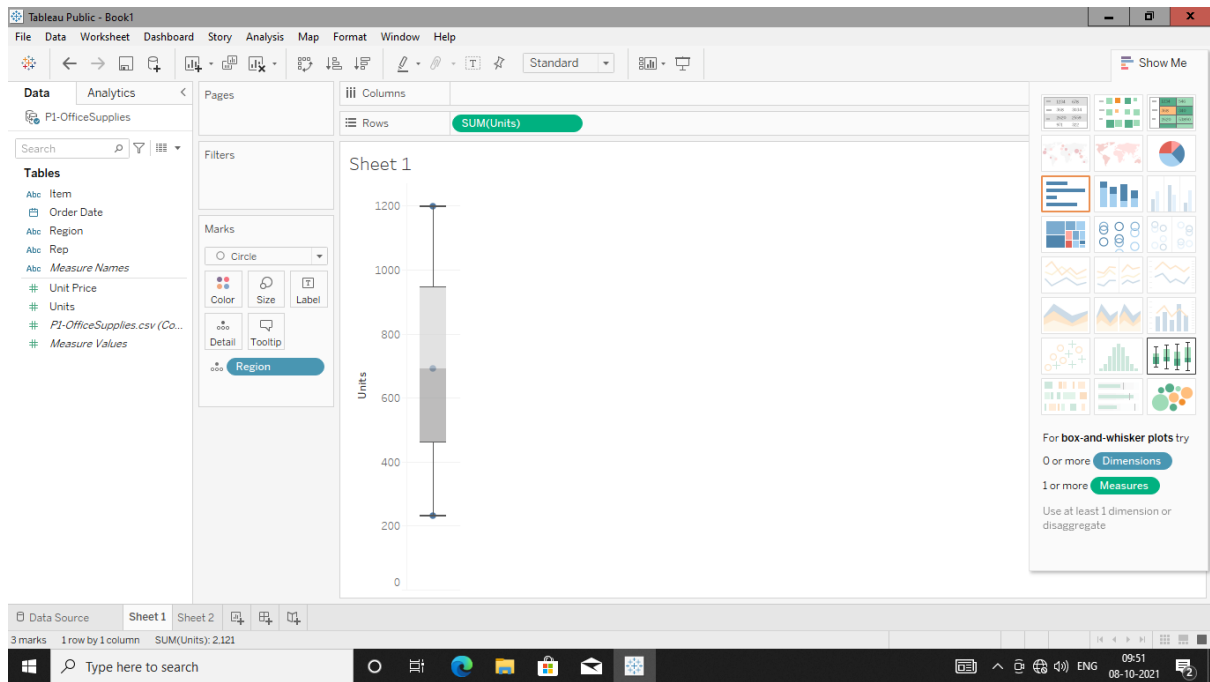 Tableau Public - Book1
File Data Worksheet Dashboard Story Analysis Map Format Window Help
Standard
Show Me
Data Analytics
P1-OfficeSupplies
Search
Tables
Abc Item
Order Date
Abc Region
Abc Rep
Abc Measure Names
# Unit Price
# Units
# P1-OfficeSupplies.csv (Co...
# Measure Values
Pages
Filters
Marks
Circle
Color Size Label
Detail Tooltip
Region
Columns
Rows SUM(Units)
Sheet 1
Units
1200
1000
800
600
400
200
0
For box-and-whisker plots try
0 or more Dimensions
1 or more Measures
Use at least 1 dimension or
disaggregate
Data Source Sheet 1 Sheet 2
3 marks 1 row by 1 column SUM(Units): 2,121
Type here to search
ENG
09:51
08-10-2021
2